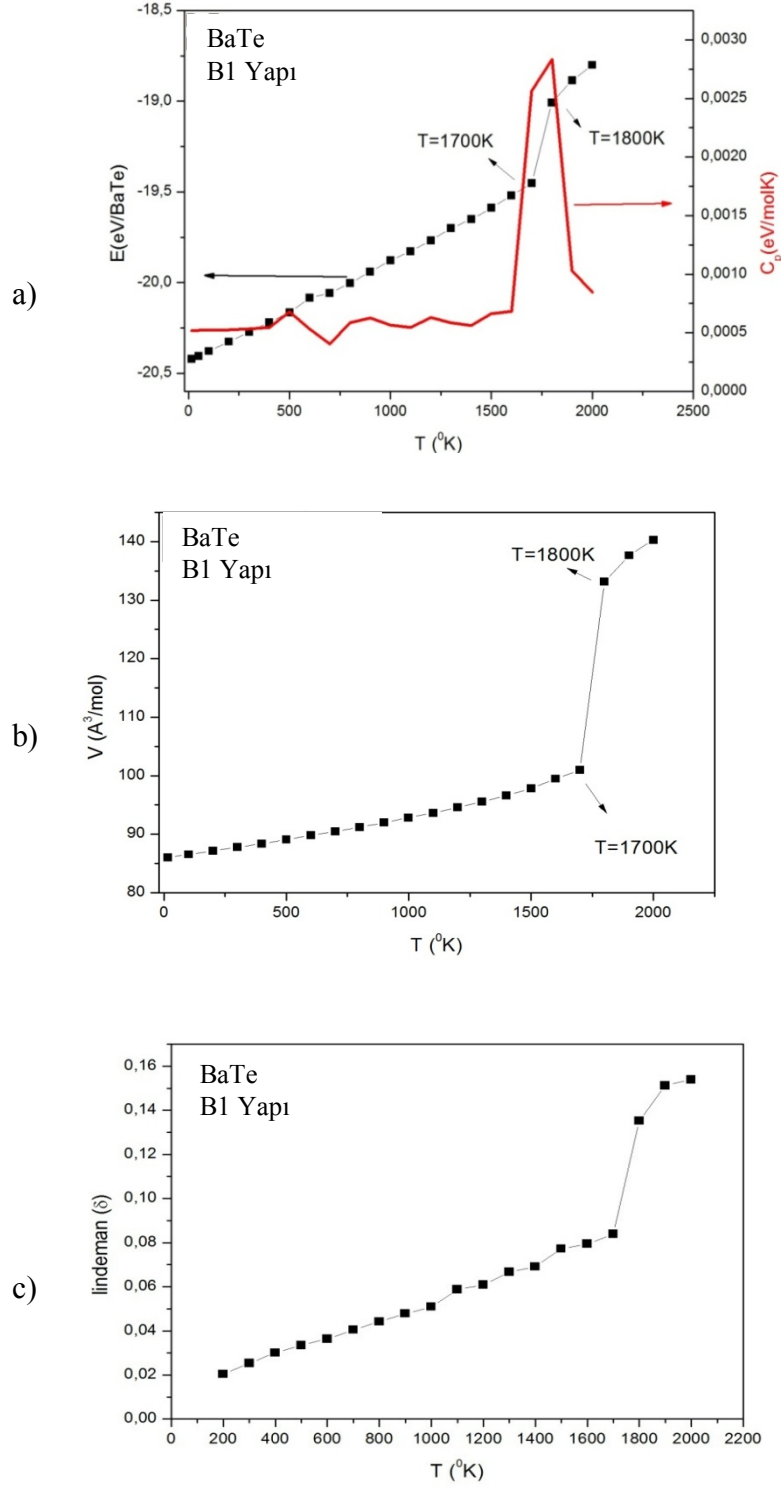 a)
BaTe
B1 Yapı
-18,5
-19,0
-19,5
-20,0
-20,5
E(eV/BaTe)
T=1700K
T=1800K
0,0030
0,0025
0,0020
0,0015
0,0010
0,0005
0,0000
C_p(eV/molK)
0 500 1000 1500 2000 2500
T (⁰K)
b)
BaTe
B1 Yapı
140
130
120
110
100
90
80
V (A³/mol)
T=1800K
T=1700K
0 500 1000 1500 2000
T (⁰K)
c)
BaTe
B1 Yapı
0,16
0,14
0,12
0,10
0,08
0,06
0,04
0,02
0,00
lindeman (δ)
0 200 400 600 800 1000 1200 1400 1600 1800 2000 2200
T (⁰K)